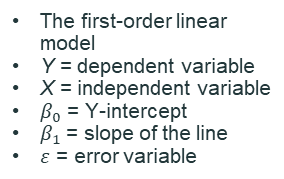 • The first-order linear
model
• Y = dependent variable
• X = independent variable
• β₀ = Y-intercept
• β₁ = slope of the line
• ε = error variable